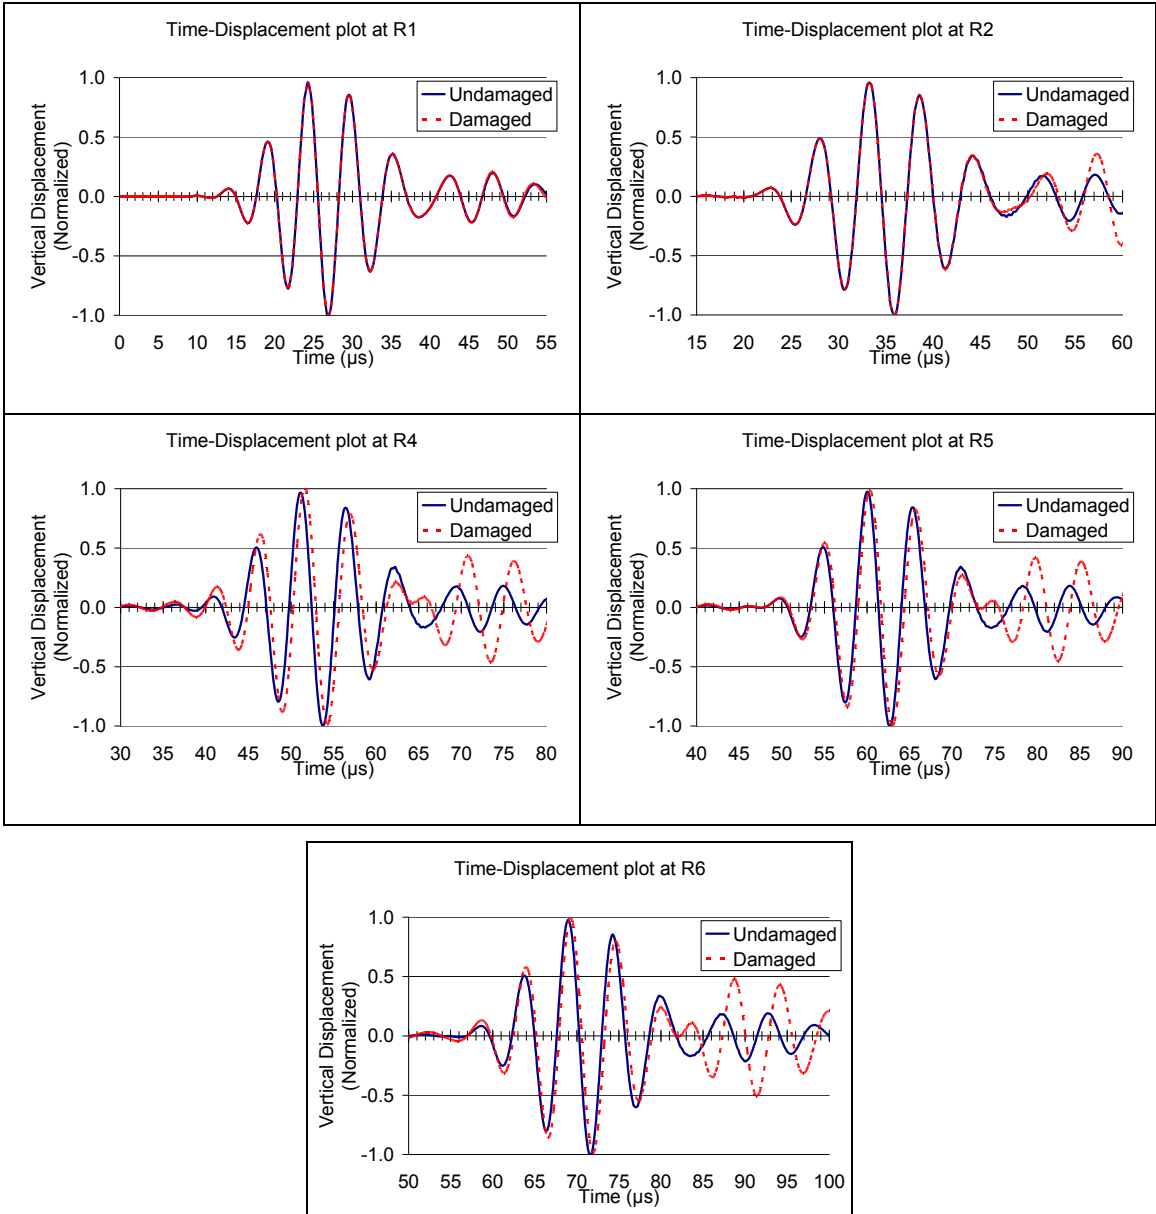 Time-Displacement plot at R1
Vertical Displacement
(Normalized)
1.0
0.5
0.0
-0.5
-1.0
Undamaged
Damaged
0 5 10 15 20 25 30 35 40 45 50 55
Time (µs)
Time-Displacement plot at R2
Vertical Displacement
(Normalized)
1.0
0.5
0.0
-0.5
-1.0
Undamaged
Damaged
15 20 25 30 35 40 45 50 55 60
Time (µs)
Time-Displacement plot at R4
Vertical Displacement
(Normalized)
1.0
0.5
0.0
-0.5
-1.0
Undamaged
Damaged
30 35 40 45 50 55 60 65 70 75 80
Time (µs)
Time-Displacement plot at R5
Vertical Displacement
(Normalized)
1.0
0.5
0.0
-0.5
-1.0
Undamaged
Damaged
40 45 50 55 60 65 70 75 80 85 90
Time (µs)
Time-Displacement plot at R6
Vertical Displacement
(Normalized)
1.0
0.5
0.0
-0.5
-1.0
Undamaged
Damaged
50 55 60 65 70 75 80 85 90 95 100
Time (µs)